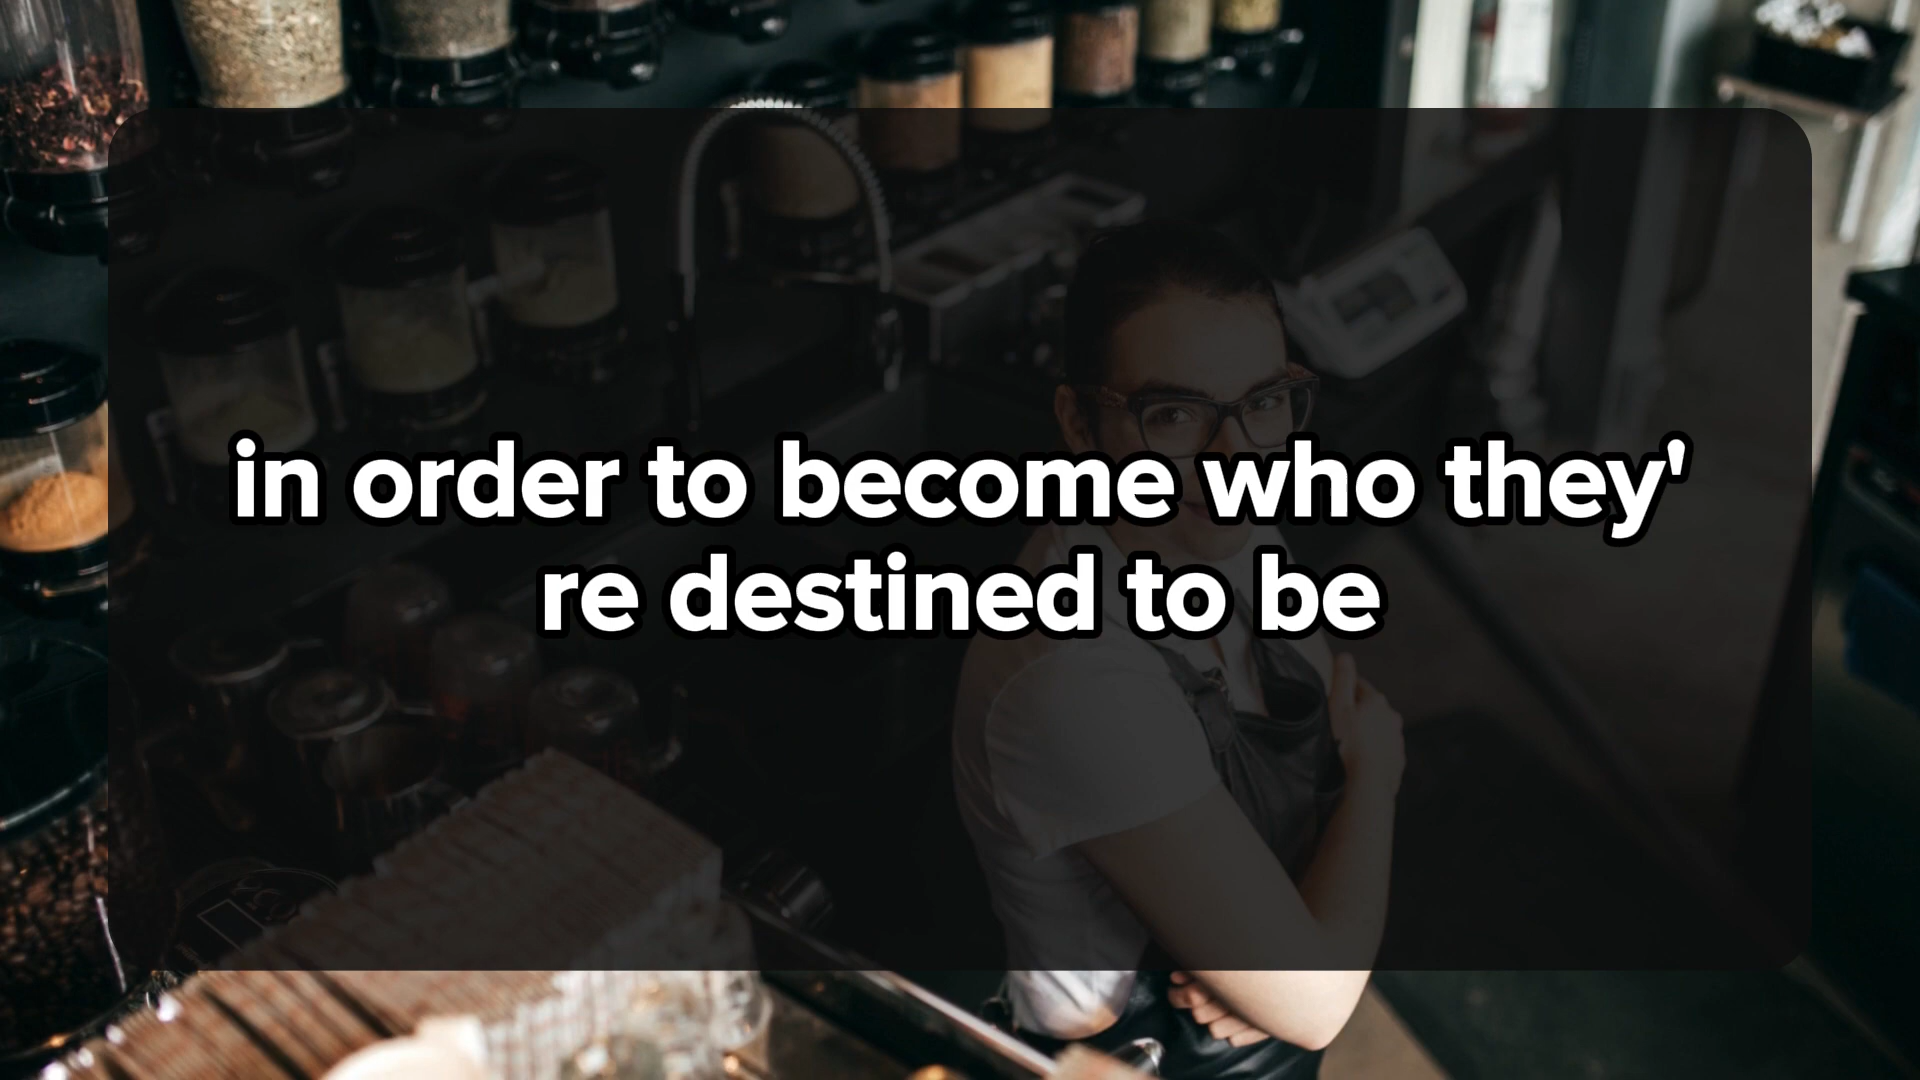 in order to become who they'
re destined to be